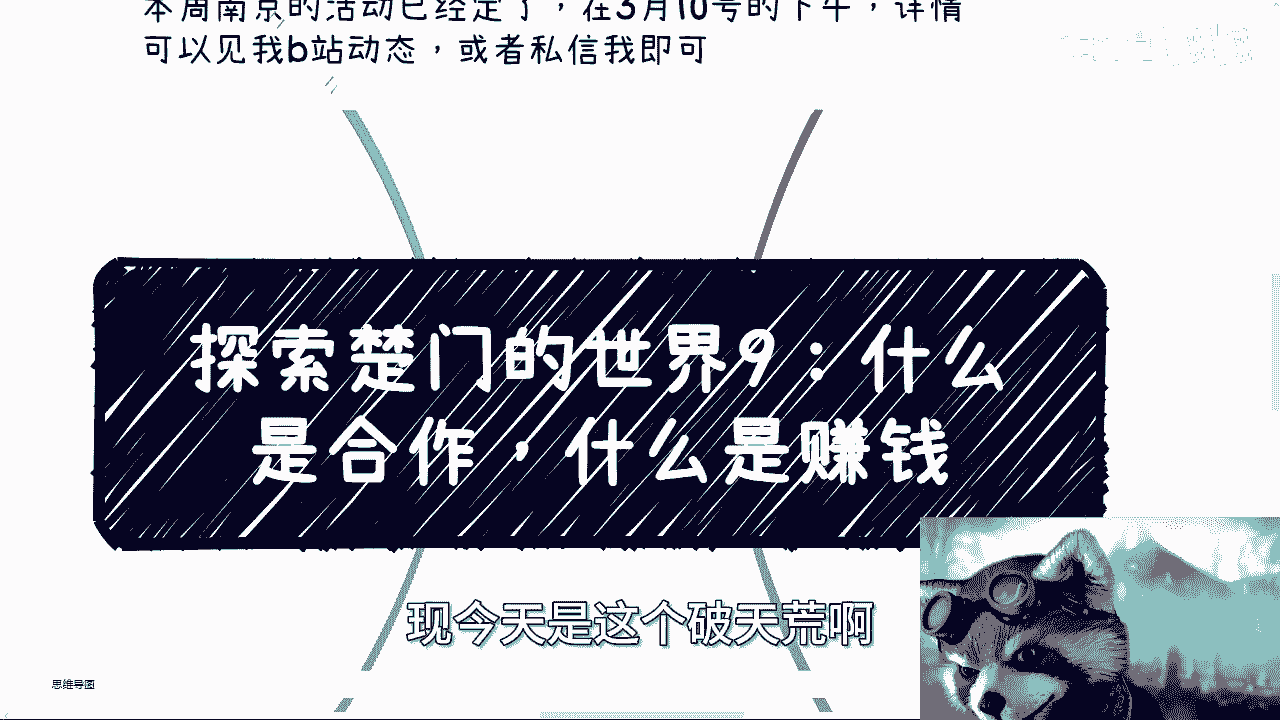 本周南京的活动已经定了，在3月10号的下午，详情
可以见我b站动态，或者私信我即可
探索楚门的世界9：什么
是合作，什么是赚钱
现今天是这个破天荒啊
思维导图